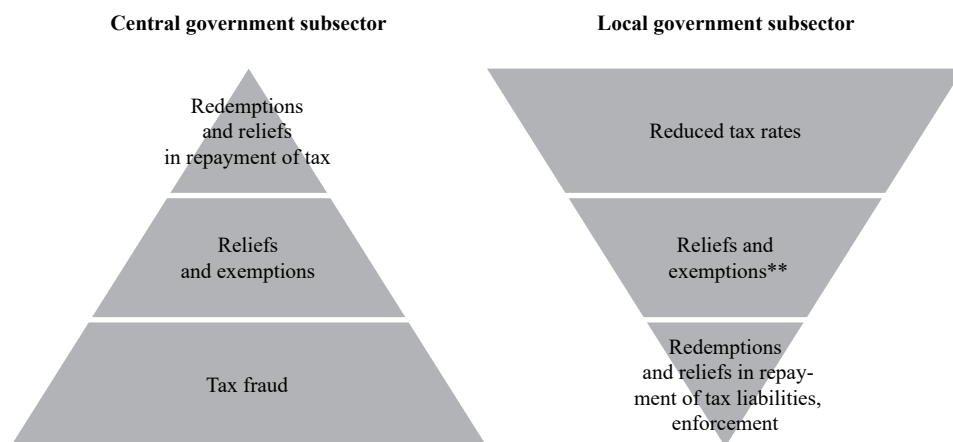 Central government subsector
Redemptions
and reliefs
in repayment of tax
Reliefs
and exemptions
Tax fraud
Local government subsector
Reduced tax rates
Reliefs and
exemptions**
Redemptions
and reliefs in repay-
ment of tax liabilities,
enforcement